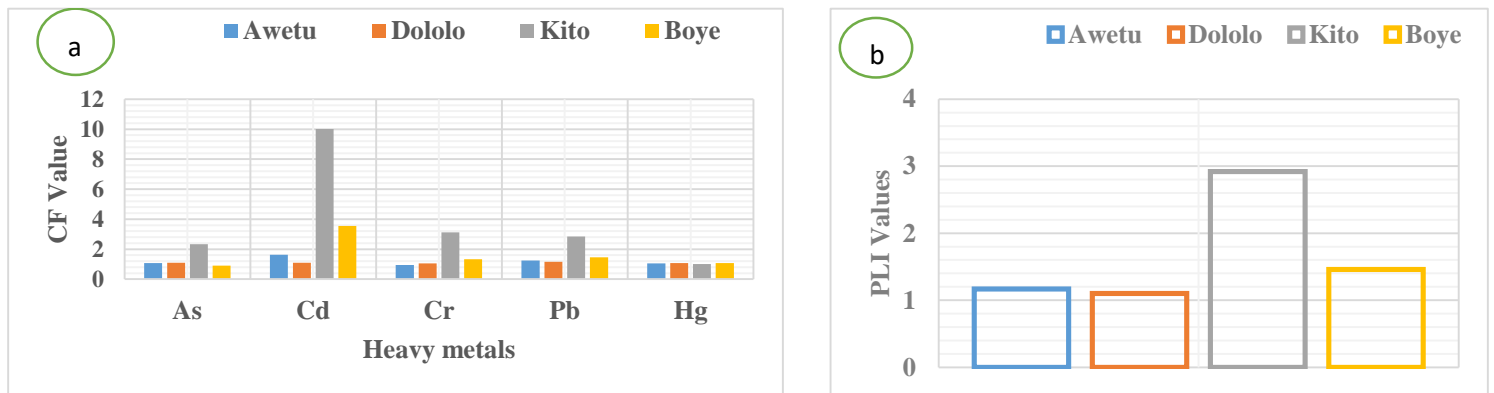 a
Awetu Dololo Kito Boye
CF Value
12
10
8
6
4
2
0
As Cd Cr Pb Hg
Heavy metals
b
Awetu Dololo Kito Boye
PLI Values
4
3
2
1
0